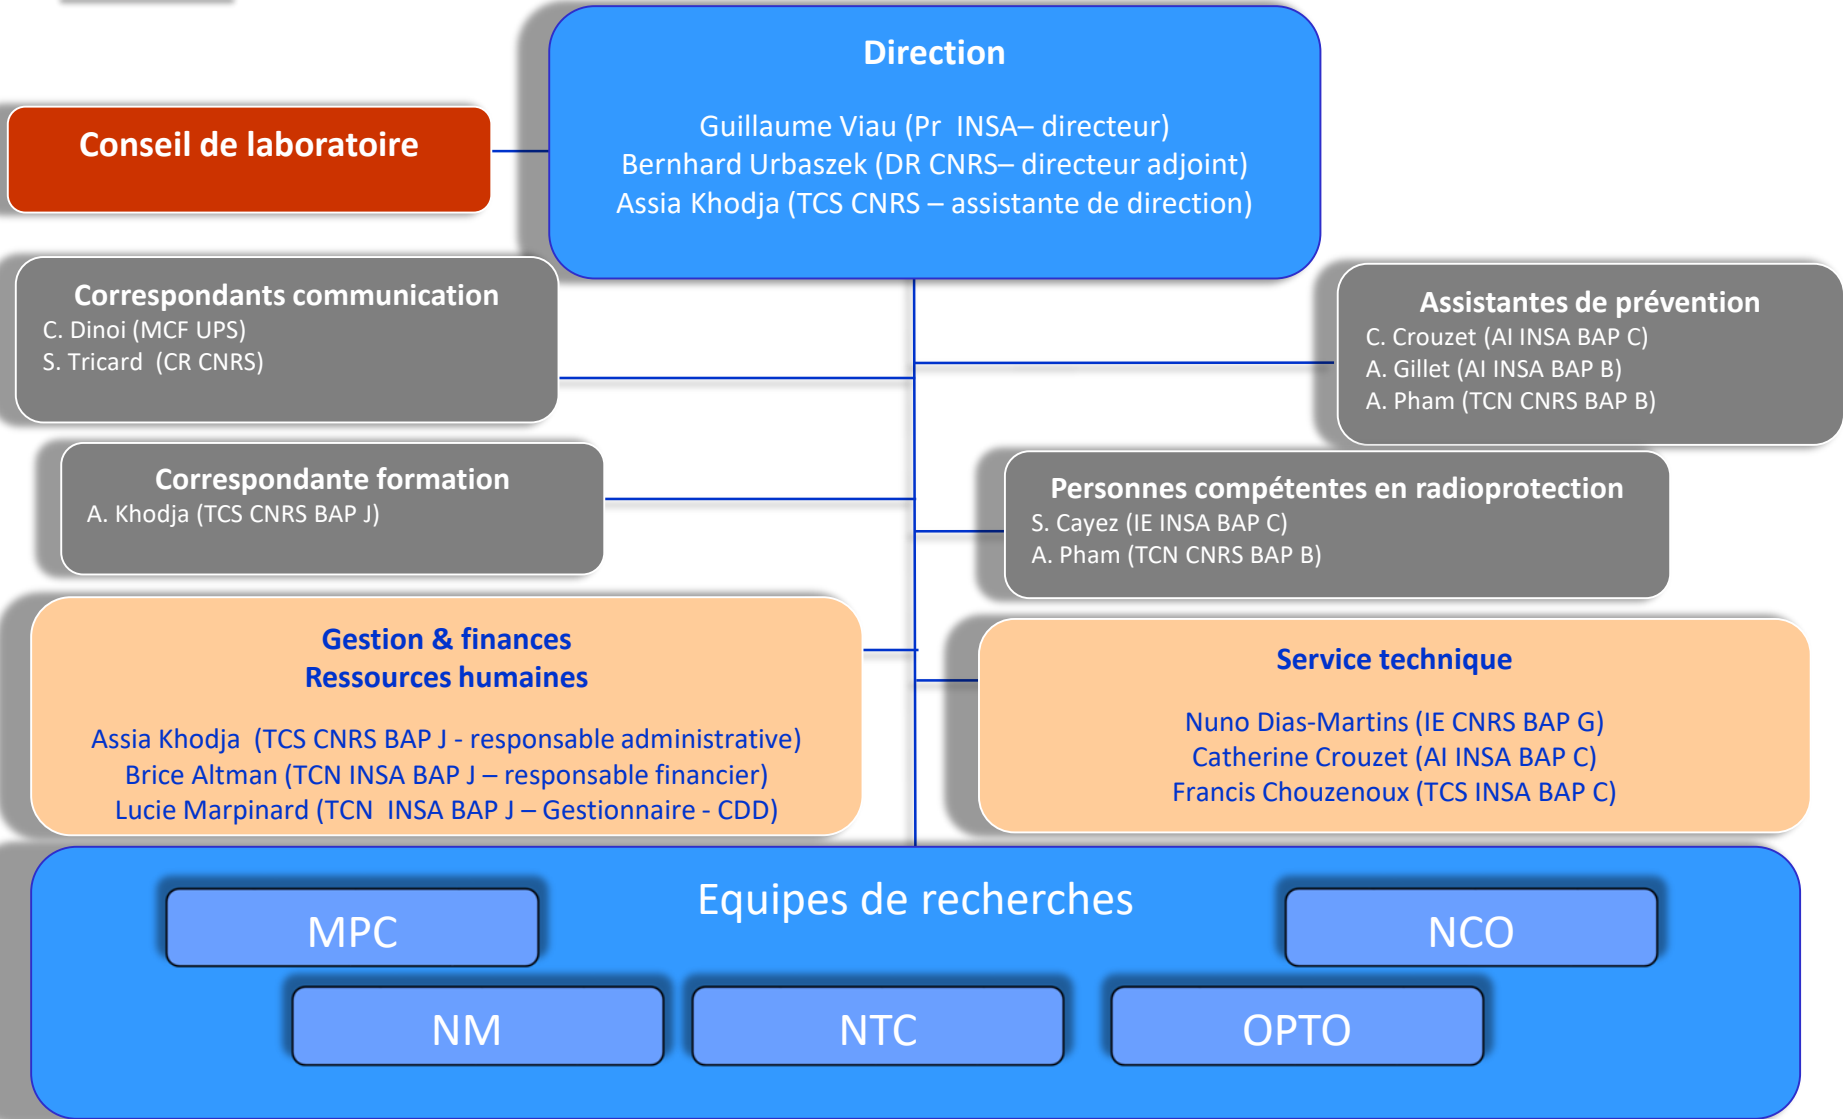 Direction
Guillaume Viau (Pr  INSA– directeur)
Bernhard Urbaszek (DR CNRS– directeur adjoint)
Assia Khodja (TCS CNRS – assistante de direction)
Conseil de laboratoire
Correspondants communication
C. Dinoi (MCF UPS)
S. Tricard  (CR CNRS)
Assistantes de prévention
C. Crouzet (AI INSA BAP C)
A. Gillet (AI INSA BAP B)
A. Pham (TCN CNRS BAP B)
Correspondante formation
A. Khodja (TCS CNRS BAP J)
Personnes compétentes en radioprotection
S. Cayez (IE INSA BAP C)
A. Pham (TCN CNRS BAP B)
Gestion & finances
Ressources humaines
Assia Khodja  (TCS CNRS BAP J - responsable administrative)
Brice Altman (TCN INSA BAP J – responsable financier)
Lucie Marpinard (TCN  INSA BAP J – Gestionnaire - CDD)
Service technique
Nuno Dias-Martins (IE CNRS BAP G)
Catherine Crouzet (AI INSA BAP C)
Francis Chouzenoux (TCS INSA BAP C)
Equipes de recherches
MPC
NCO
NM
NTC
OPTO